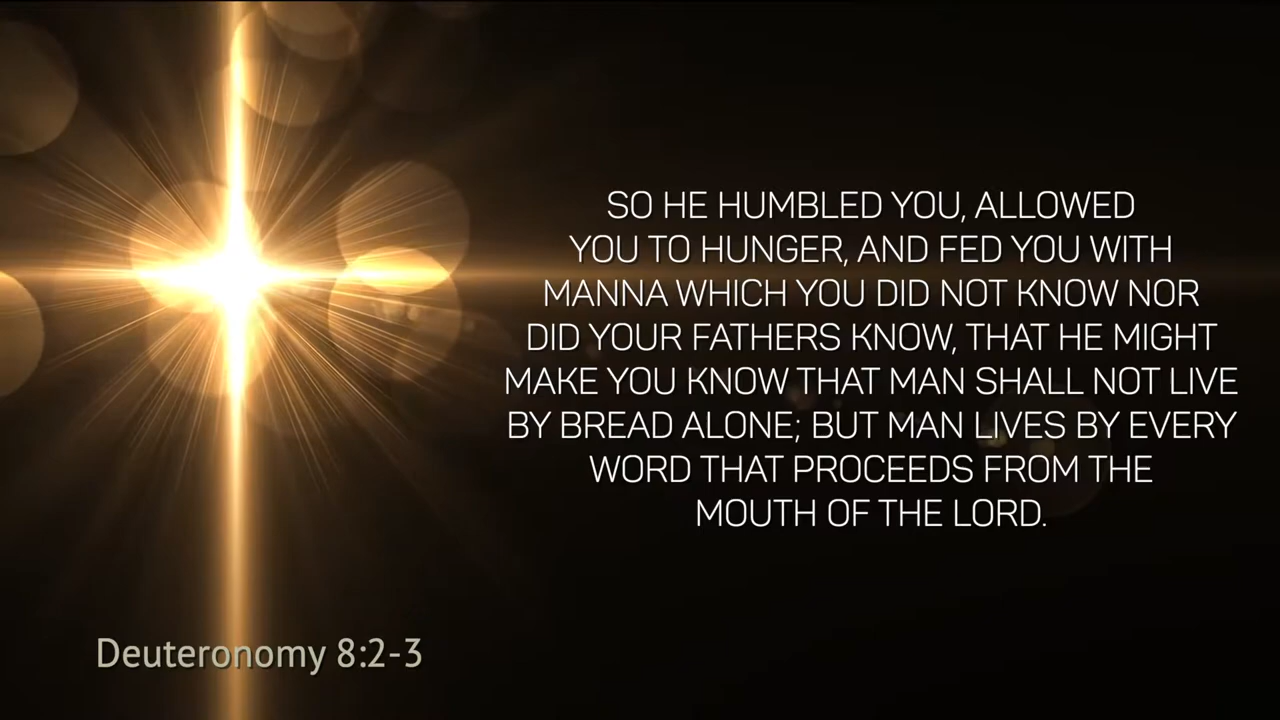 SO HE HUMBLED YOU, ALLOWED
YOU TO HUNGER, AND FED YOU WITH
MANNA WHICH YOU DID NOT KNOW NOR
DID YOUR FATHERS KNOW, THAT HE MIGHT
MAKE YOU KNOW THAT MAN SHALL NOT LIVE
BY BREAD ALONE; BUT MAN LIVES BY EVERY
WORD THAT PROCEEDS FROM THE
MOUTH OF THE LORD.
Deuteronomy 8:2-3